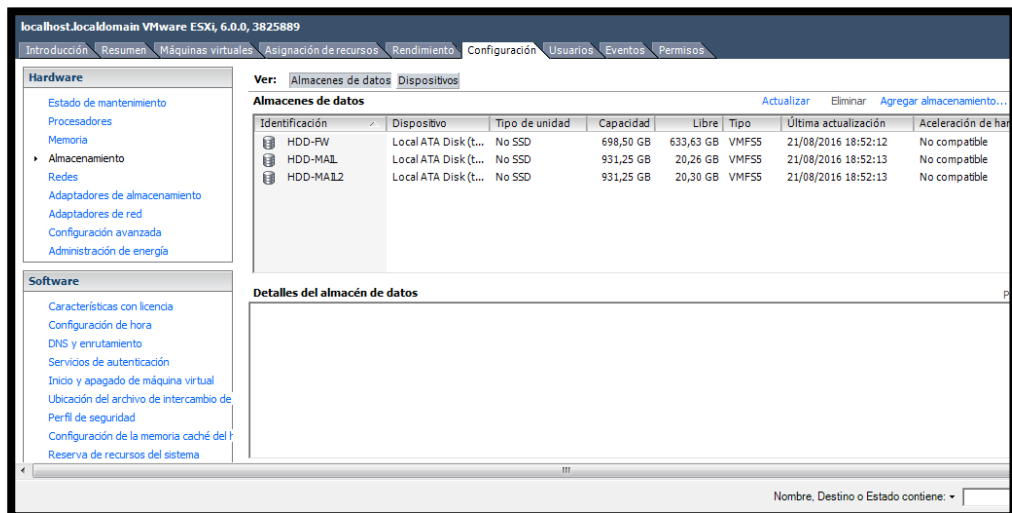 localhost.localdomain VMware ESXi, 6.0.0, 3825889
Introducción Resumen Máquinas virtuales Asignación de recursos Rendimiento Configuración Usuarios Eventos Permisos
Hardware
Estado de mantenimiento
Procesadores
Memoria
Almacenamiento
Redes
Adaptadores de almacenamiento
Adaptadores de red
Configuración avanzada
Administración de energía
Software
Características con licencia
Configuración de hora
DNS y enrutamiento
Servicios de autenticación
Inicio y apagado de máquina virtual
Ubicación del archivo de intercambio de
Perfil de seguridad
Configuración de la memoria caché del h
Reserva de recursos del sistema
Ver: Almacenes de datos Dispositivos
Almacenes de datos Actualizar Eliminar Agregar almacenamiento...
Identificación Dispositivo Tipo de unidad Capacidad Libre Tipo Última actualización Aceleración de har
HDD-FW Local ATA Disk (t... No SSD 698,50 GB 633,63 GB VMFS5 21/08/2016 18:52:12 No compatible
HDD-MAIL Local ATA Disk (t... No SSD 931,25 GB 20,26 GB VMFS5 21/08/2016 18:52:13 No compatible
HDD-MAIL2 Local ATA Disk (t... No SSD 931,25 GB 20,30 GB VMFS5 21/08/2016 18:52:13 No compatible
Detalles del almacén de datos P
Nombre, Destino o Estado contiene: